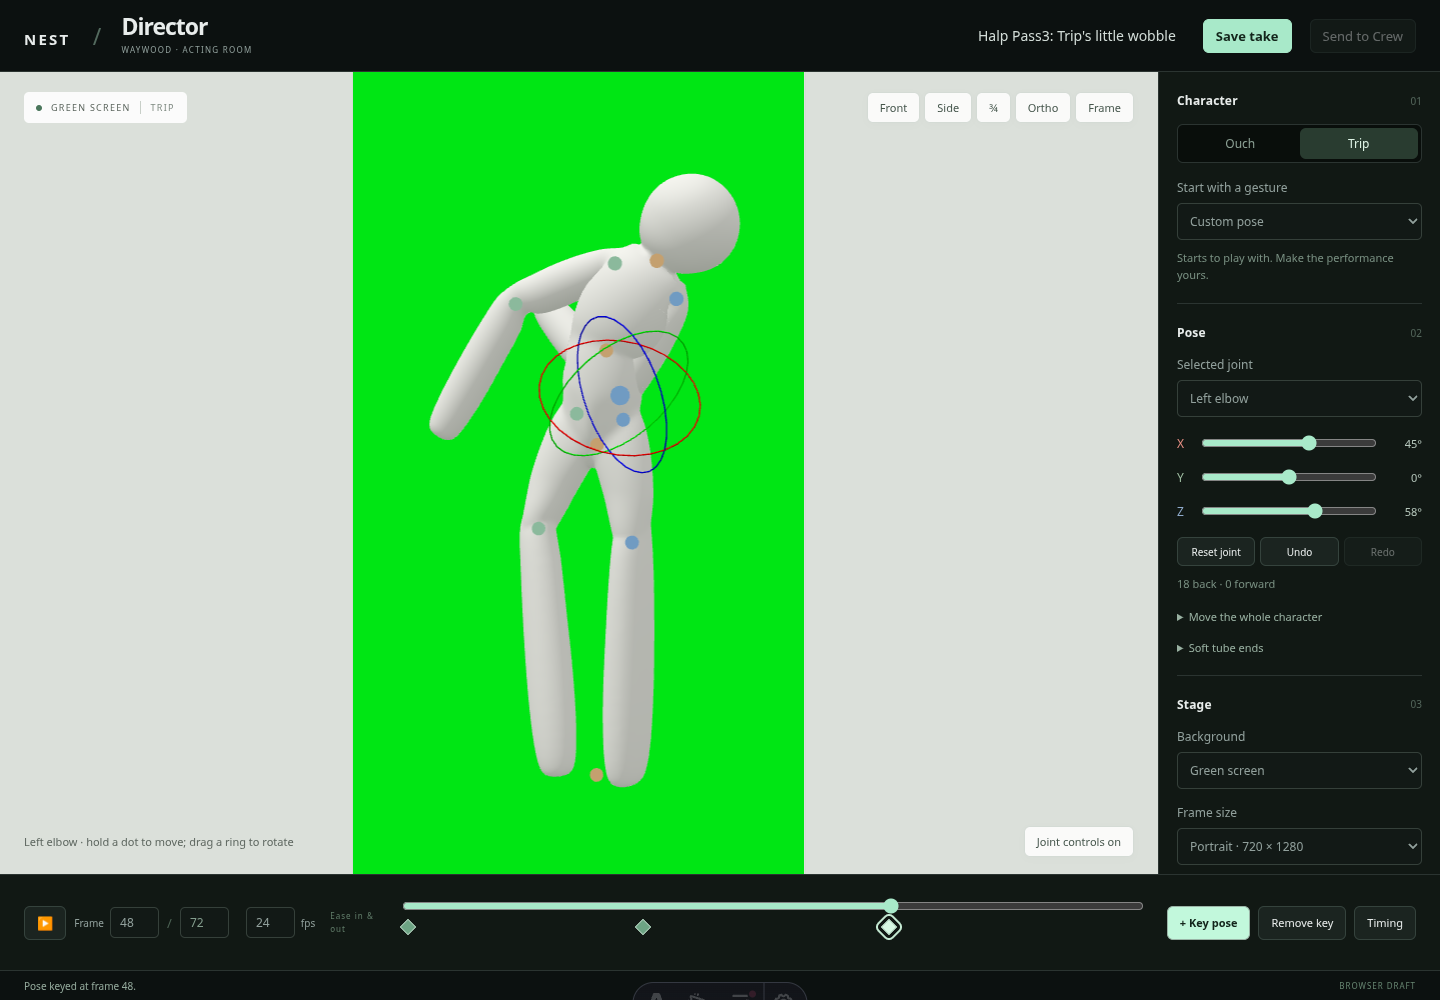 NEST / Director
WAYWOOD · ACTING ROOM
Halp Pass3: Trip's little wobble
Save take
Send to Crew
GREEN SCREEN | TRIP
Front
Side
¾
Ortho
Frame
Character 01
Ouch
Trip
Start with a gesture
Custom pose
Starts to play with. Make the performance
yours.
Pose 02
Selected joint
Left elbow
X 45°
Y 0°
Z 58°
Reset joint
Undo
Redo
18 back · 0 forward
Move the whole character
Soft tube ends
Stage 03
Background
Green screen
Frame size
Portrait · 720 × 1280
Left elbow · hold a dot to move; drag a ring to rotate
Joint controls on
Frame 48 / 72 24 fps
Ease in &
out
+ Key pose
Remove key
Timing
Pose keyed at frame 48.
BROWSER DRAFT